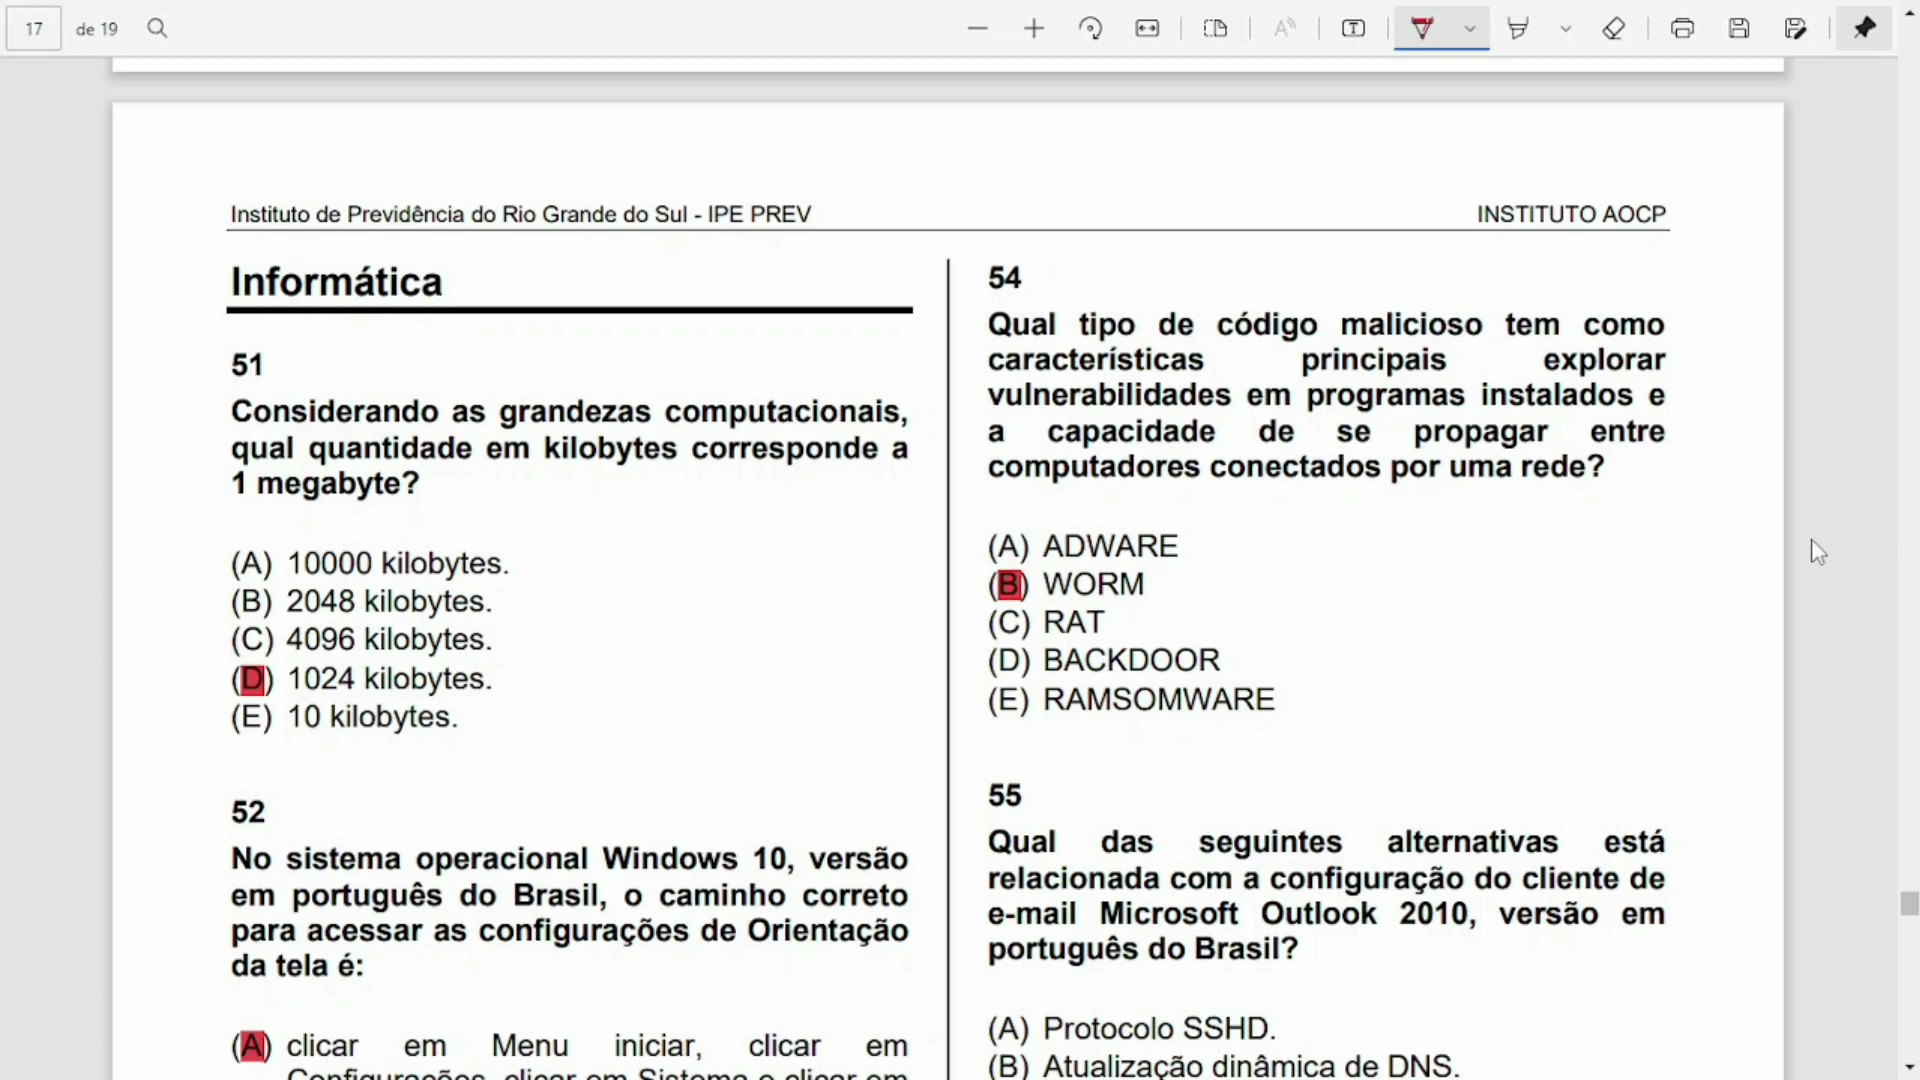 17 de 19
Instituto de Previdência do Rio Grande do Sul - IPE PREV
INSTITUTO AOCP
Informática
51
Considerando as grandezas computacionais,
qual quantidade em kilobytes corresponde a
1 megabyte?
(A) 10000 kilobytes.
(B) 2048 kilobytes.
(C) 4096 kilobytes.
(D) 1024 kilobytes.
(E) 10 kilobytes.
52
No sistema operacional Windows 10, versão
em português do Brasil, o caminho correto
para acessar as configurações de Orientação
da tela é:
(A) clicar em Menu iniciar, clicar em
Configurações, clicar em Sistema e clicar em
54
Qual tipo de código malicioso tem como
características principais explorar
vulnerabilidades em programas instalados e
a capacidade de se propagar entre
computadores conectados por uma rede?
(A) ADWARE
(B) WORM
(C) RAT
(D) BACKDOOR
(E) RAMSOMWARE
55
Qual das seguintes alternativas está
relacionada com a configuração do cliente de
e-mail Microsoft Outlook 2010, versão em
português do Brasil?
(A) Protocolo SSHD.
(B) Atualização dinâmica de DNS.